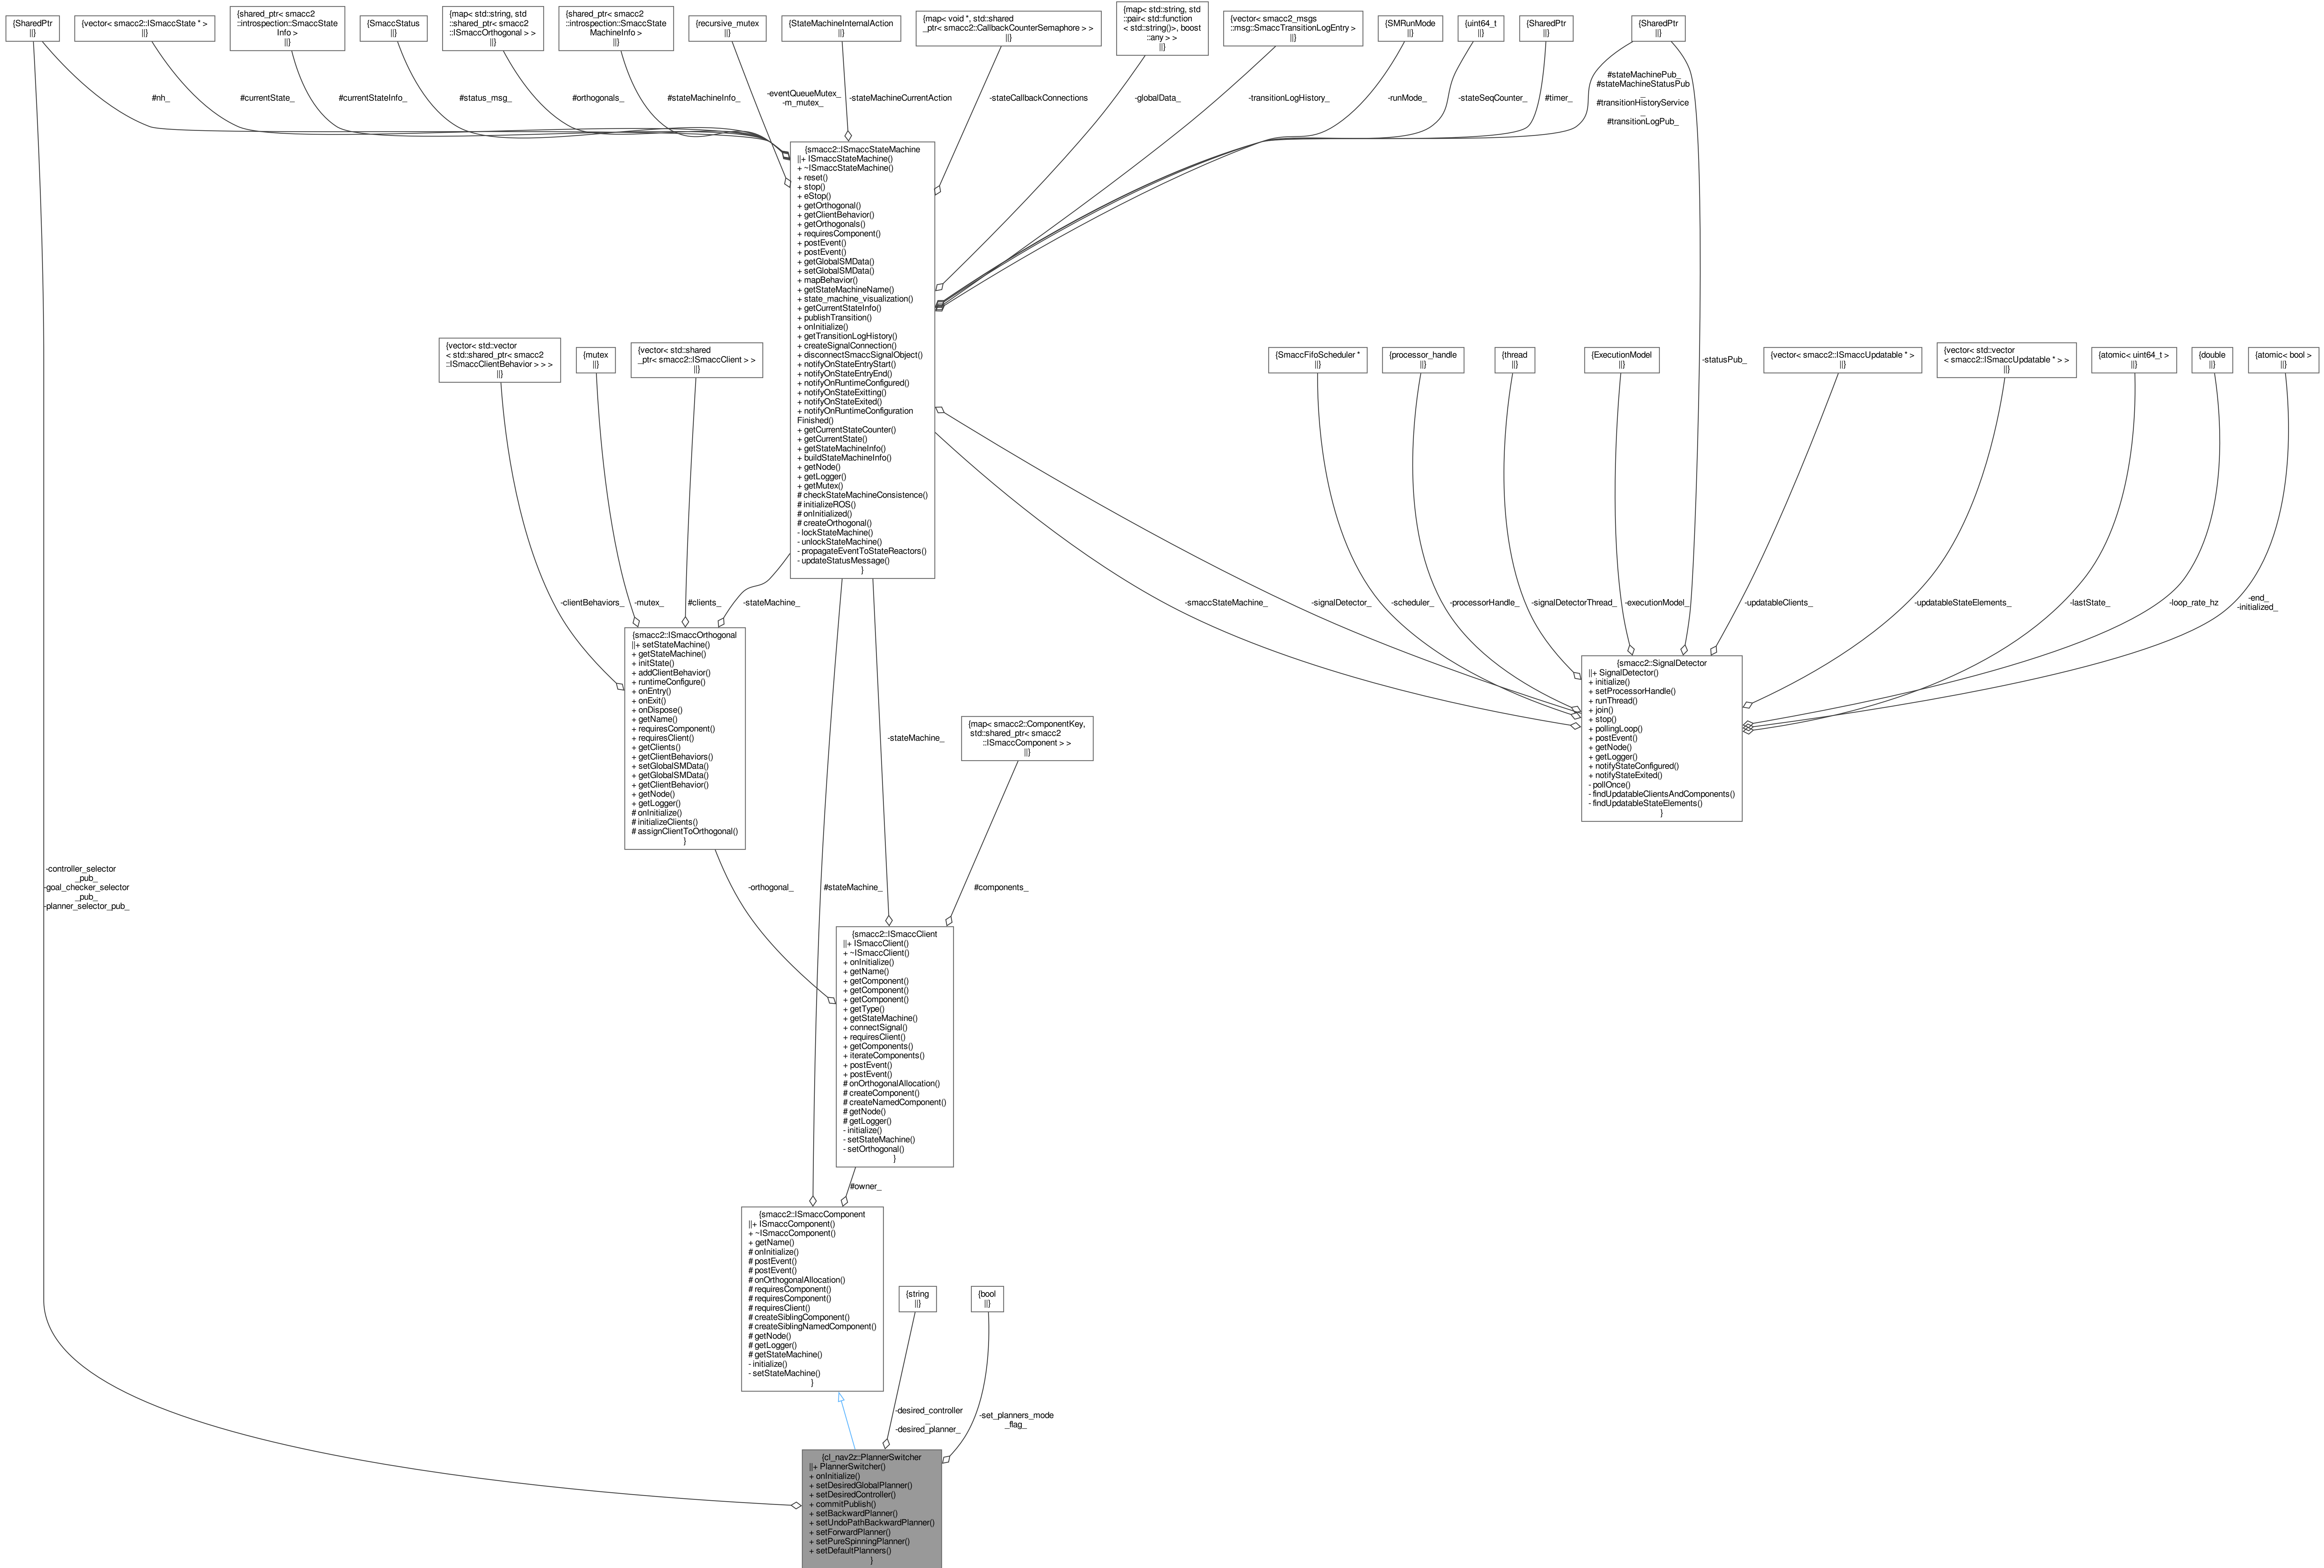 {SharedPtr
||}
{vector< smacc2::ISmaccState * >
||}
{shared_ptr< smacc2
::introspection::SmaccState
Info >
||}
{SmaccStatus
||}
{map< std::string, std
::shared_ptr< smacc2
::ISmaccOrthogonal > >
||}
{shared_ptr< smacc2
::introspection::SmaccState
MachineInfo >
||}
{recursive_mutex
||}
{StateMachineInternalAction
||}
{map< void *, std::shared
_ptr< smacc2::CallbackCounterSemaphore > >
||}
{map< std::string, std
::pair< std::function
< std::string()>, boost
::any > >
||}
{vector< smacc2_msgs
::msg::SmaccTransitionLogEntry >
||}
{SMRunMode
||}
{uint64_t
||}
{SharedPtr
||}
{SharedPtr
||}
#nh_
#currentState_
#currentStateInfo_
#status_msg_
#orthogonals_
#stateMachineInfo_
-eventQueueMutex_
-m_mutex_
-stateMachineCurrentAction
-stateCallbackConnections
-globalData_
-transitionLogHistory_
-runMode_
-stateSeqCounter_
#timer_
#stateMachinePub_
#stateMachineStatusPub
_
#transitionHistoryService
_
#transitionLogPub_
{smacc2::ISmaccStateMachine
||+ ISmaccStateMachine()
+ ~ISmaccStateMachine()
+ reset()
+ stop()
+ eStop()
+ getOrthogonal()
+ getClientBehavior()
+ getOrthogonals()
+ requiresComponent()
+ postEvent()
+ postEvent()
+ getGlobalSMData()
+ setGlobalSMData()
+ mapBehavior()
+ getStateMachineName()
+ state_machine_visualization()
+ getCurrentStateInfo()
+ publishTransition()
+ onInitialize()
+ getTransitionLogHistory()
+ createSignalConnection()
+ disconnectSmaccSignalObject()
+ notifyOnStateEntryStart()
+ notifyOnStateEntryEnd()
+ notifyOnRuntimeConfigured()
+ notifyOnStateExitting()
+ notifyOnStateExited()
+ notifyOnRuntimeConfiguration
Finished()
+ getCurrentStateCounter()
+ getCurrentState()
+ getStateMachineInfo()
+ buildStateMachineInfo()
+ getNode()
+ getLogger()
+ getMutex()
# checkStateMachineConsistence()
# initializeROS()
# onInitialized()
# createOrthogonal()
- lockStateMachine()
- unlockStateMachine()
- propagateEventToStateReactors()
- updateStatusMessage()
}
{vector< std::vector
< std::shared_ptr< smacc2
::ISmaccClientBehavior > > >
||}
{mutex
||}
{vector< std::shared
_ptr< smacc2::ISmaccClient > >
||}
{SmaccFifoScheduler *
||}
{processor_handle
||}
{thread
||}
{ExecutionModel
||}
-statusPub_
{vector< smacc2::ISmaccUpdatable * >
||}
{vector< std::vector
< smacc2::ISmaccUpdatable * > >
||}
{atomic< uint64_t >
||}
{double
||}
{atomic< bool >
||}
-clientBehaviors_
-mutex_
#clients_
-stateMachine_
-smaccStateMachine_
-signalDetector_
-scheduler_
-processorHandle_
-signalDetectorThread_
-executionModel_
-updatableClients_
-updatableStateElements_
-lastState_
-loop_rate_hz
-end_
-initialized_
{smacc2::ISmaccOrthogonal
||+ setStateMachine()
+ getStateMachine()
+ initState()
+ addClientBehavior()
+ runtimeConfigure()
+ onEntry()
+ onExit()
+ onDispose()
+ getName()
+ requiresComponent()
+ requiresClient()
+ getClients()
+ getClientBehaviors()
+ setGlobalSMData()
+ getGlobalSMData()
+ getClientBehavior()
+ getNode()
+ getLogger()
# onInitialize()
# initializeClients()
# assignClientToOrthogonal()
}
{smacc2::SignalDetector
||+ SignalDetector()
+ initialize()
+ setProcessorHandle()
+ runThread()
+ join()
+ stop()
+ pollingLoop()
+ postEvent()
+ getNode()
+ getLogger()
+ notifyStateConfigured()
+ notifyStateExited()
- pollOnce()
- findUpdatableClientsAndComponents()
- findUpdatableStateElements()
}
-stateMachine_
{map< smacc2::ComponentKey,
std::shared_ptr< smacc2
::ISmaccComponent > >
||}
-controller_selector
_pub_
-goal_checker_selector
_pub_
-planner_selector_pub_
-orthogonal_
#stateMachine_
#components_
{smacc2::ISmaccClient
||+ ISmaccClient()
+ ~ISmaccClient()
+ onInitialize()
+ getName()
+ getComponent()
+ getComponent()
+ getComponent()
+ getType()
+ getStateMachine()
+ connectSignal()
+ requiresClient()
+ getComponents()
+ iterateComponents()
+ postEvent()
+ postEvent()
# onOrthogonalAllocation()
# createComponent()
# createNamedComponent()
# getNode()
# getLogger()
- initialize()
- setStateMachine()
- setOrthogonal()
}
#owner_
{smacc2::ISmaccComponent
||+ ISmaccComponent()
+ ~ISmaccComponent()
+ getName()
# onInitialize()
# postEvent()
# postEvent()
# onOrthogonalAllocation()
# requiresComponent()
# requiresComponent()
# requiresClient()
# createSiblingComponent()
# createSiblingNamedComponent()
# getNode()
# getLogger()
# getStateMachine()
- initialize()
- setStateMachine()
}
{string
||}
{bool
||}
-desired_controller
_
-desired_planner_
-set_planners_mode
_flag_
{cl_nav2z::PlannerSwitcher
||+ PlannerSwitcher()
+ onInitialize()
+ setDesiredGlobalPlanner()
+ setDesiredController()
+ commitPublish()
+ setBackwardPlanner()
+ setUndoPathBackwardPlanner()
+ setForwardPlanner()
+ setPureSpinningPlanner()
+ setDefaultPlanners()
}